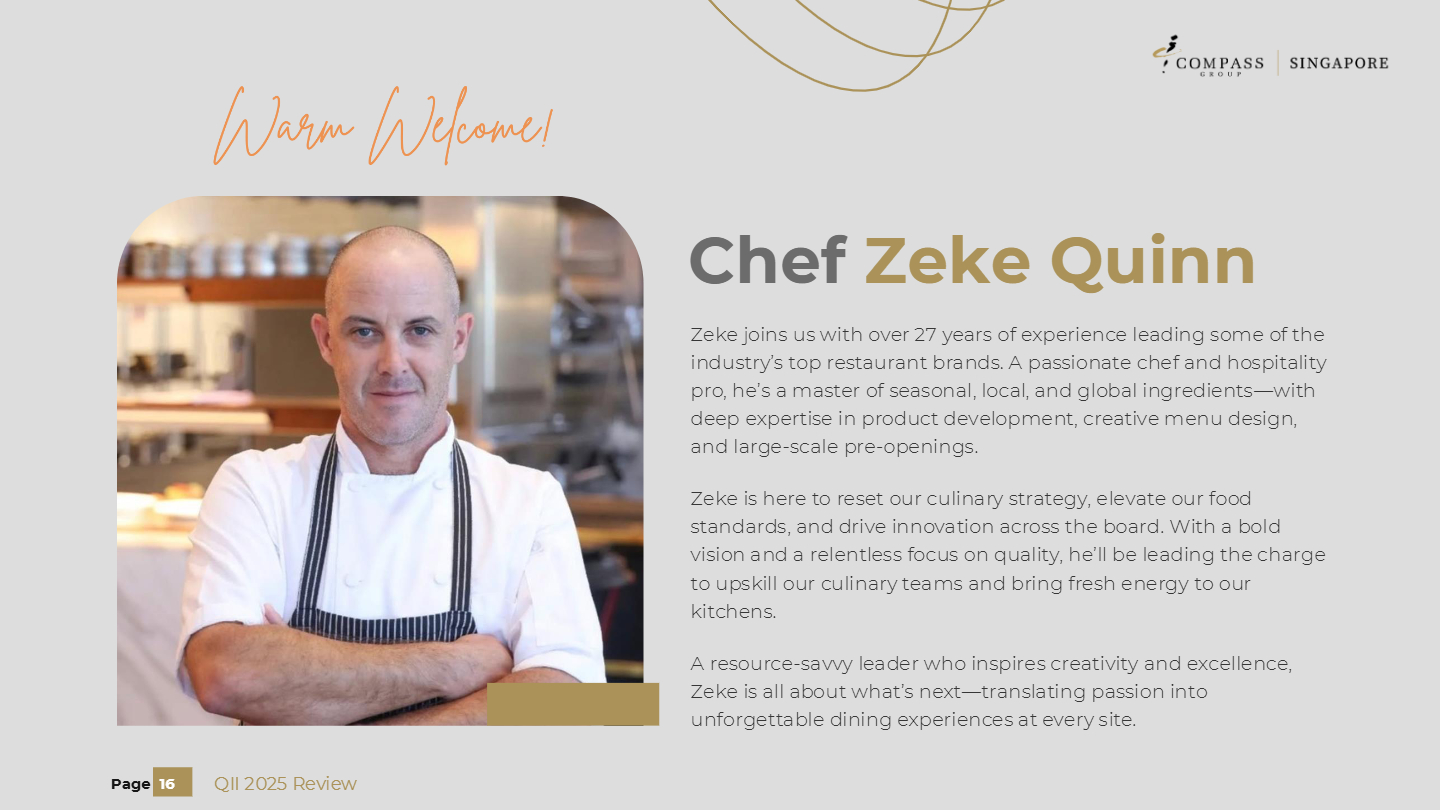 COMPASS
GROUP
SINGAPORE
Warm Welcome!
Chef Zeke Quinn
Zeke joins us with over 27 years of experience leading some of the
industry’s top restaurant brands. A passionate chef and hospitality
pro, he’s a master of seasonal, local, and global ingredients—with
deep expertise in product development, creative menu design,
and large-scale pre-openings.
Zeke is here to reset our culinary strategy, elevate our food
standards, and drive innovation across the board. With a bold
vision and a relentless focus on quality, he’ll be leading the charge
to upskill our culinary teams and bring fresh energy to our
kitchens.
A resource-savvy leader who inspires creativity and excellence,
Zeke is all about what’s next—translating passion into
unforgettable dining experiences at every site.
Page 16
QII 2025 Review